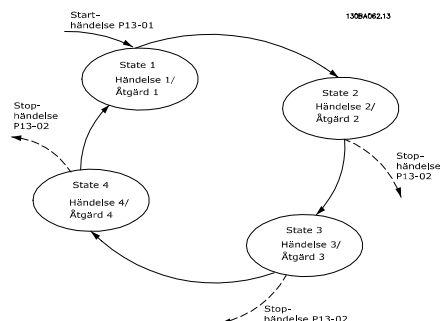 Start-
händelse P13-01
130BA062.13
State 1
Händelse 1/
Åtgärd 1
State 2
Händelse 2/
Åtgärd 2
Stop-
händelse
P13-02
Stop-
händelse
P13-02
State 4
Händelse 4/
Åtgärd 4
State 3
Händelse 3/
Åtgärd 3
Stop-
händelse P13-02